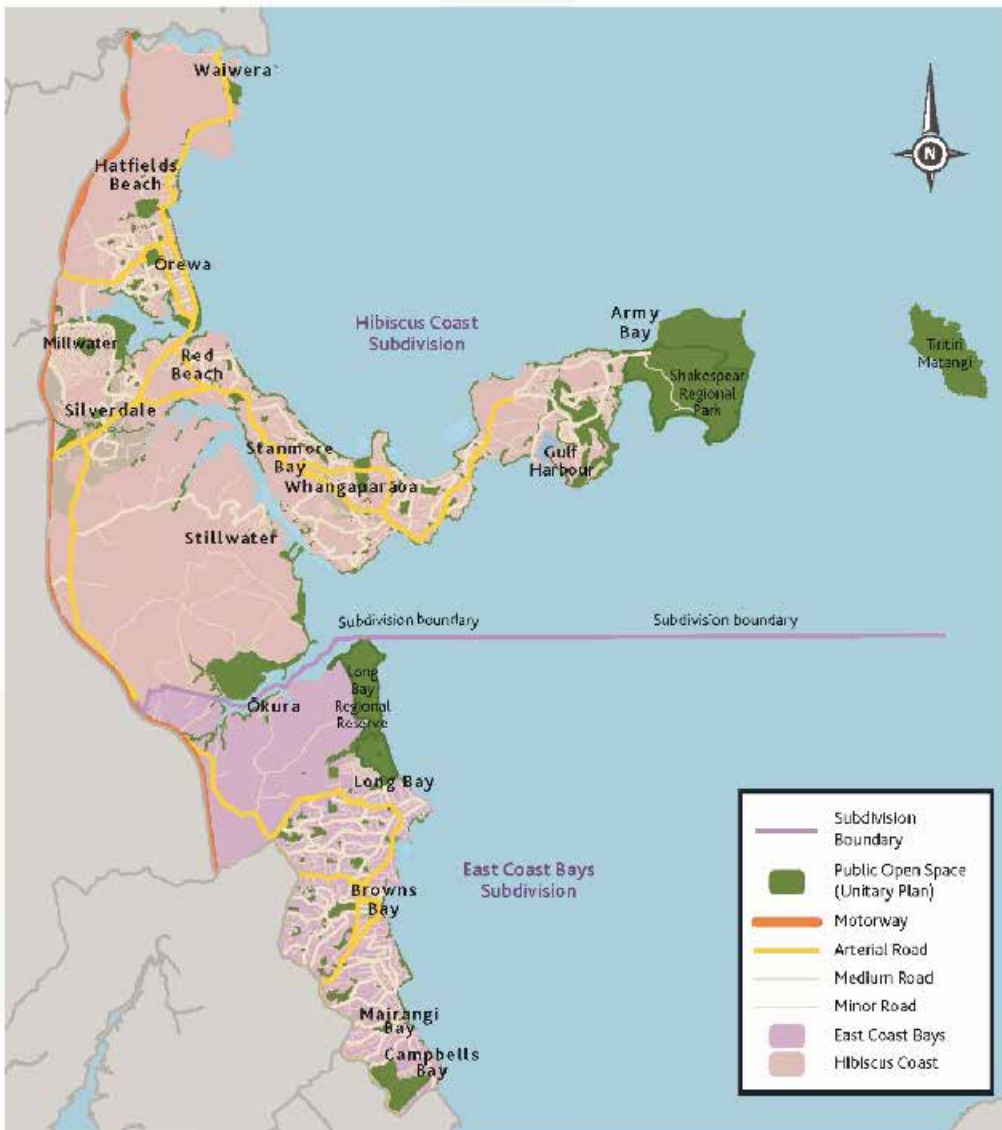 Waiwera
N
Hatfields
Beach
Orewa
Hibiscus Coast
Subdivision
Army
Bay
Tiritiri
Matangi
Millwater
Red
Beach
Shakespear
Regional
Park
Silverdale
Stanmore
Bay
Gulf
Harbour
Whangaparāoa
Stillwater
Subdivision boundary
Subdivision boundary
Long
Bay
Regional
Reserve
Ōkura
Long Bay
East Coast Bays
Subdivision
Browns
Bay
Mairangi
Bay
Campbells
Bay
Subdivision
Boundary
Public Open Space
(Unitary Plan)
Motorway
Arterial Road
Medium Road
Minor Road
East Coast Bays
Hibiscus Coast